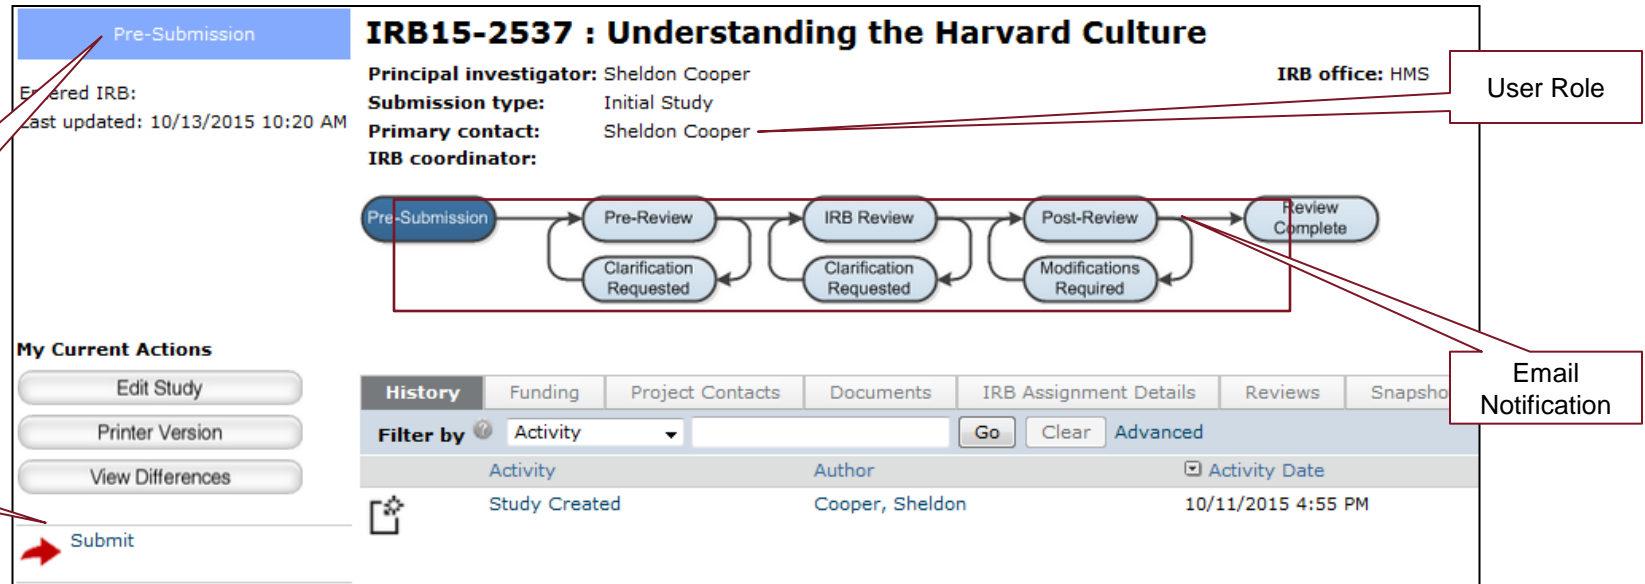 Pre-Submission
IRB15-2537 : Understanding the Harvard Culture
Principal investigator: Sheldon Cooper
IRB office: HMS
User Role
Entered IRB:
Submission type: Initial Study
Last updated: 10/13/2015 10:20 AM
Primary contact: Sheldon Cooper
IRB coordinator:
Pre-Submission
Pre-Review
IRB Review
Post-Review
Review
Complete
Clarification
Requested
Clarification
Requested
Modifications
Required
My Current Actions
Edit Study
Printer Version
View Differences
Submit
Email
Notification
History Funding Project Contacts Documents IRB Assignment Details Reviews Snapsho
Filter by Activity Go Clear Advanced
Activity Author Activity Date
Study Created Cooper, Sheldon 10/11/2015 4:55 PM